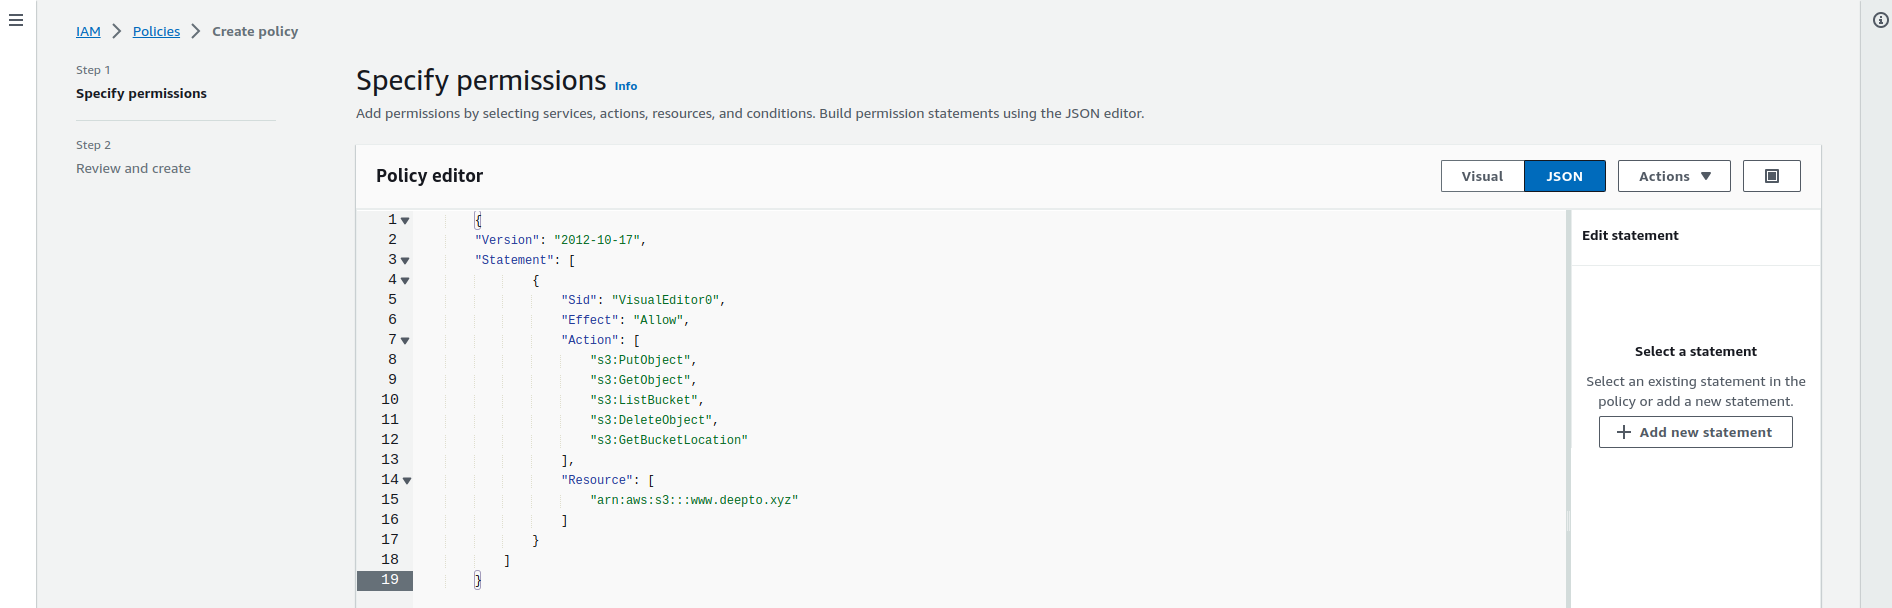 IAM > Policies > Create policy
Step 1
Specify permissions
Step 2
Review and create
Specify permissions Info
Add permissions by selecting services, actions, resources, and conditions. Build permission statements using the JSON editor.
Policy editor
Visual JSON Actions
1 {
2 "Version": "2012-10-17",
3 "Statement": [
4 {
5 "Sid": "VisualEditor0",
6 "Effect": "Allow",
7 "Action": [
8 "s3:PutObject",
9 "s3:GetObject",
10 "s3:ListBucket",
11 "s3:DeleteObject",
12 "s3:GetBucketLocation"
13 ],
14 "Resource": [
15 "arn:aws:s3:::www.deepto.xyz"
16 ]
17 }
18 ]
19 }
Edit statement
Select a statement
Select an existing statement in the
policy or add a new statement.
+ Add new statement